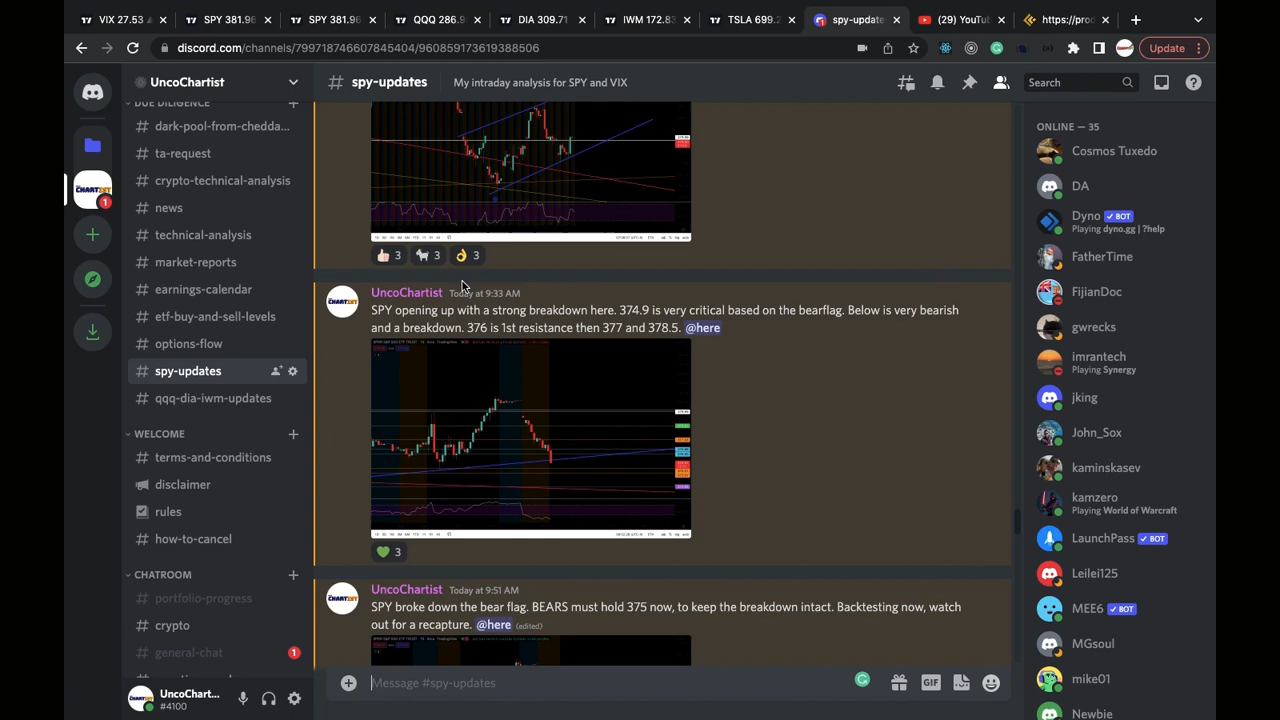 VIX 27.53
SPY 381.96
SPY 381.96
QQQ 286.9
DIA 309.71
IWM 172.83
TSLA 699.2
spy-update
(29) (YouTu
https://pro
discord.com/channels/799718746607845404/960859173619388506
Update
UncoChartist
DUE DILIGENCE
dark-pool-from-chedda...
ta-request
crypto-technical-analysis
news
technical-analysis
market-reports
earnings-calendar
etf-buy-and-sell-levels
options-flow
spy-updates
qqq-dia-iwm-updates
WELCOME
terms-and-conditions
disclaimer
rules
how-to-cancel
CHATROOM
portfolio-progress
crypto
general-chat
1
UncoChart...
#4100
CHARTIST
1
# spy-updates
My intraday analysis for SPY and VIX
Search
3
3
3
UncoChartist Today at 9:33 AM
SPY opening up with a strong breakdown here. 374.9 is very critical based on the bearflag. Below is very bearish
and a breakdown. 376 is 1st resistance then 377 and 378.5. @here
3
UncoChartist Today at 9:51 AM
SPY broke down the bear flag. BEARS must hold 375 now, to keep the breakdown intact. Backtesting now, watch
out for a recapture. @here (edited)
Message #spy-updates
GIF
ONLINE — 35
Cosmos Tuxedo
DA
Dyno ✓ BOT
Playing dyno.gg | ?help
FatherTime
FijianDoc
gwrecks
imrantech
Playing Synergy
jking
John_Sox
kaminskasev
kamzero
Playing World of Warcraft
LaunchPass ✓ BOT
Leilei125
MEE6 ✓ BOT
MGsoul
mike01
Newbie